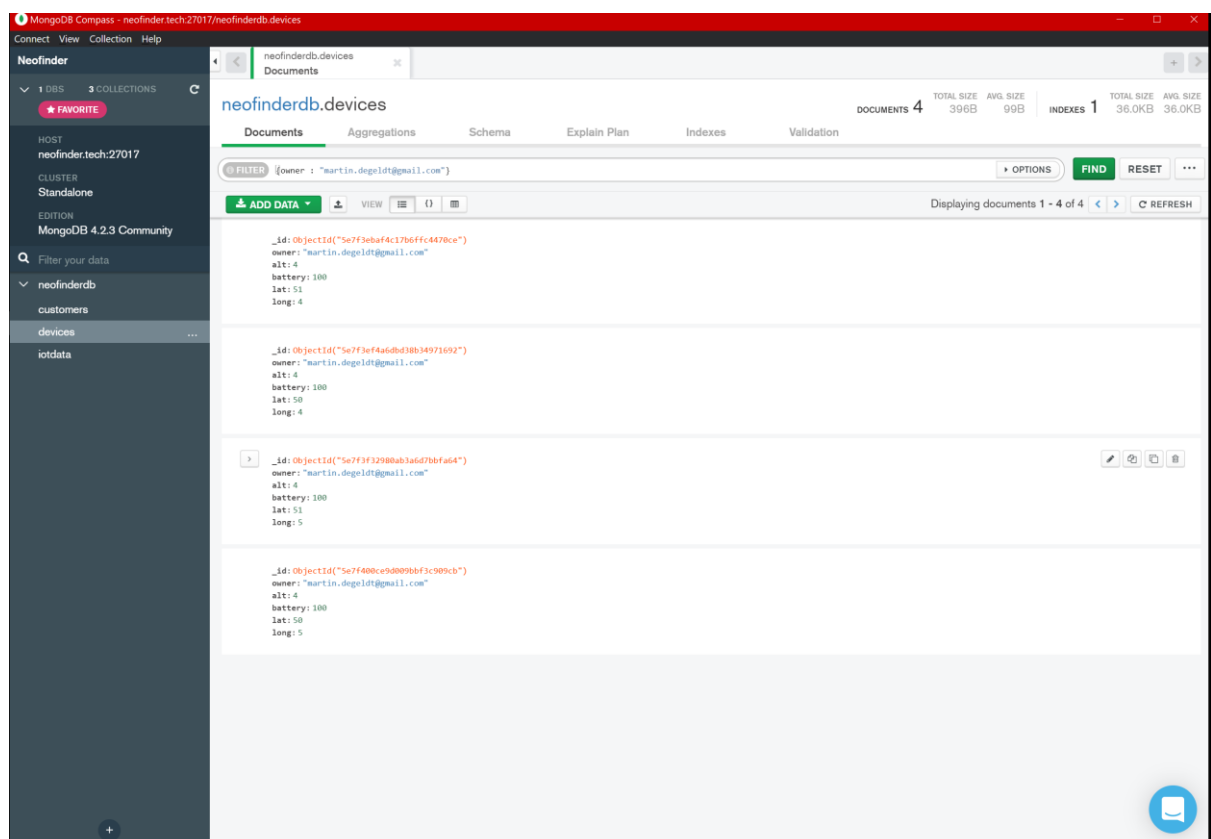 MongoDB Compass - neofinder.tech:27017/neofinderdb.devices
Connect View Collection Help
Neofinder
1 DBS 3 COLLECTIONS
FAVORITE
HOST
neofinder.tech:27017
CLUSTER
Standalone
EDITION
MongoDB 4.2.3 Community
Filter your data
neofinderdb
customers
devices ...
iotdata
neofinderdb.devices
Documents
neofinderdb.devices
DOCUMENTS 4 TOTAL SIZE 396B AVG. SIZE 99B INDEXES 1 TOTAL SIZE 36.0KB AVG. SIZE 36.0KB
Documents Aggregations Schema Explain Plan Indexes Validation
FILTER {owner : "martin.degeldt@gmail.com"} OPTIONS FIND RESET ...
ADD DATA VIEW {} Displaying documents 1 - 4 of 4 < > REFRESH
_id: ObjectId("5e7f3ebaf4c17b6ffc4470ce")
owner: "martin.degeldt@gmail.com"
alt: 4
battery: 100
lat: 51
long: 4
_id: ObjectId("5e7f3ef4a6dbd38b34971692")
owner: "martin.degeldt@gmail.com"
alt: 4
battery: 100
lat: 50
long: 4
_id: ObjectId("5e7f3f32980ab3a6d7bbfa64")
owner: "martin.degeldt@gmail.com"
alt: 4
battery: 100
lat: 51
long: 5
_id: ObjectId("5e7f400ce9d009bbf3c909cb")
owner: "martin.degeldt@gmail.com"
alt: 4
battery: 100
lat: 50
long: 5